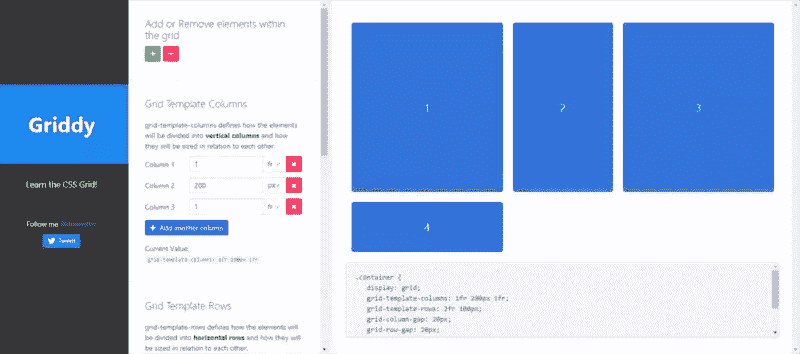 Griddy
Learn the CSS Grid!
Follow me
Tweet
Add or Remove elements within
the grid
+
−
Grid Template Columns
grid-template-columns defines how the elements
will be divided into vertical columns and how
they will be sized in relation to each other.
Column 1 1 fr
Column 2 200 px
Column 3 1 fr
+ Add another column
Current Value:
grid-template-columns: 1fr 200px 1fr
Grid Template Rows
grid-template-rows defines how the elements will
be divided into horizontal rows and how they will
be sized in relation to each other.
1
2
3
4
.container {
display: grid;
grid-template-columns: 1fr 200px 1fr;
grid-template-rows: 2fr 100px;
grid-column-gap: 20px;
grid-row-gap: 20px;